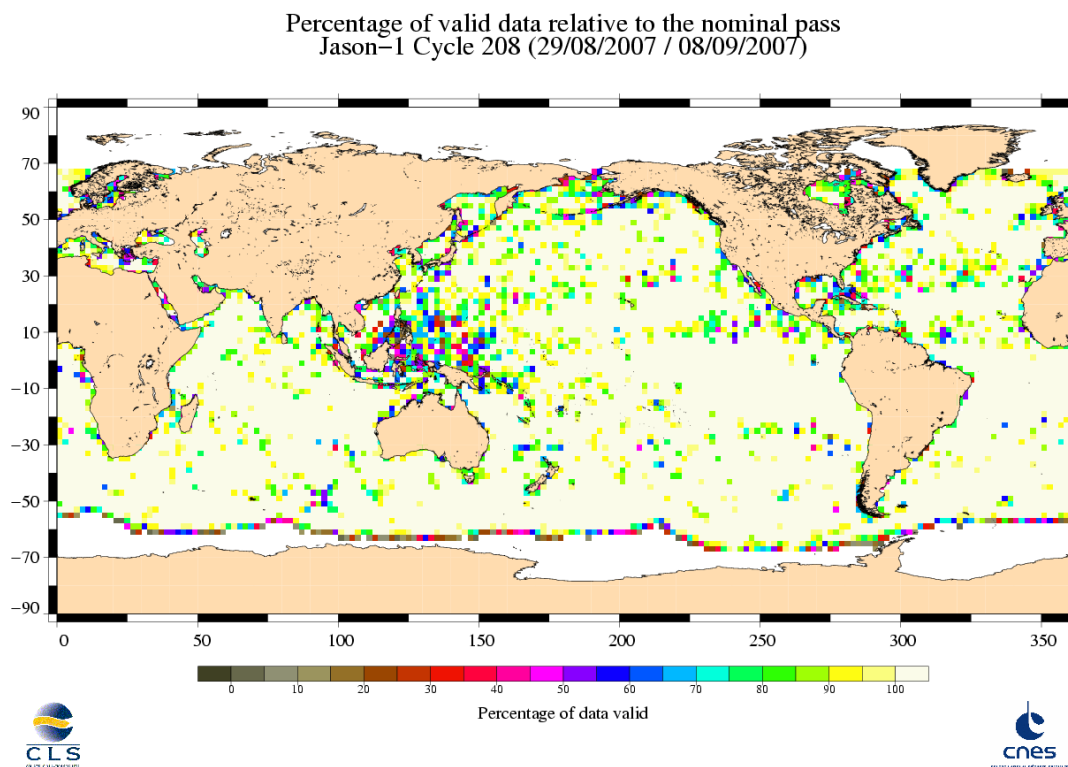 Percentage of valid data relative to the nominal pass
Jason−1 Cycle 208 (29/08/2007 / 08/09/2007)
90
70
50
30
10
−10
−30
−50
−70
−90
0 50 100 150 200 250 300 350
0 10 20 30 40 50 60 70 80 90 100
Percentage of data valid
CLS
cnes